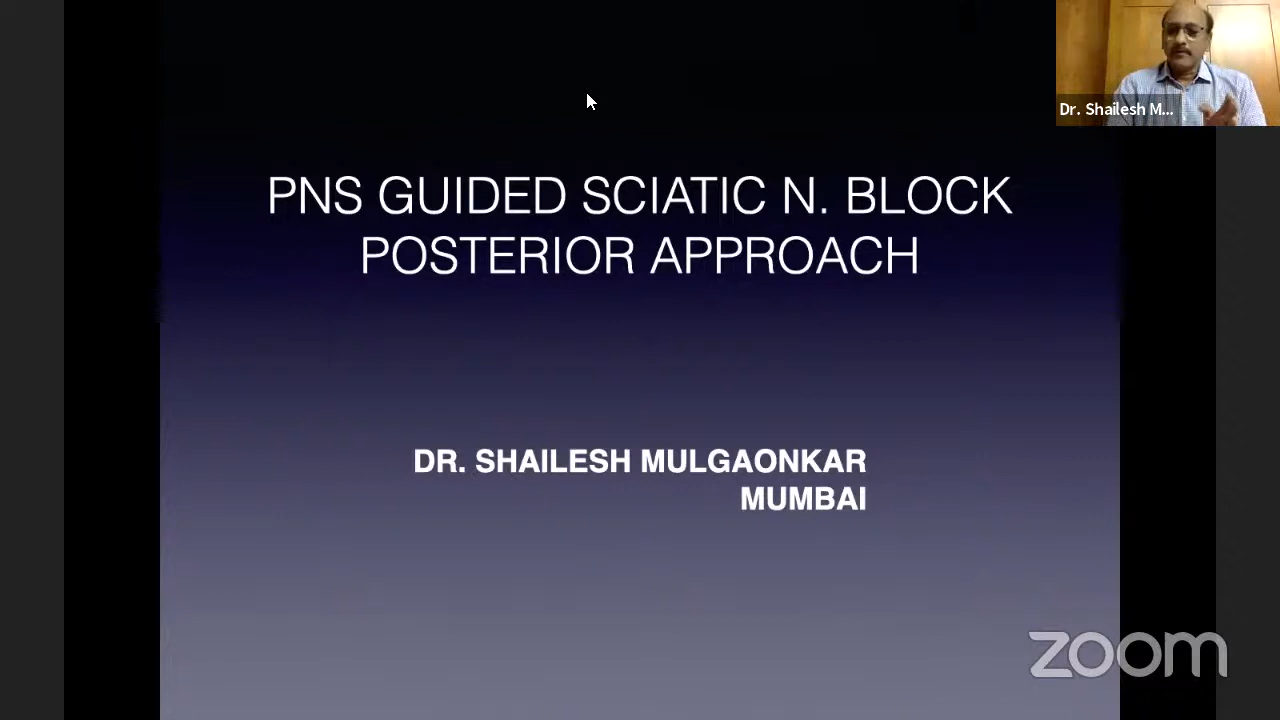 Dr. Shailesh M...
PNS GUIDED SCIATIC N. BLOCK
POSTERIOR APPROACH
DR. SHAILESH MULGAONKAR
MUMBAI
zoom